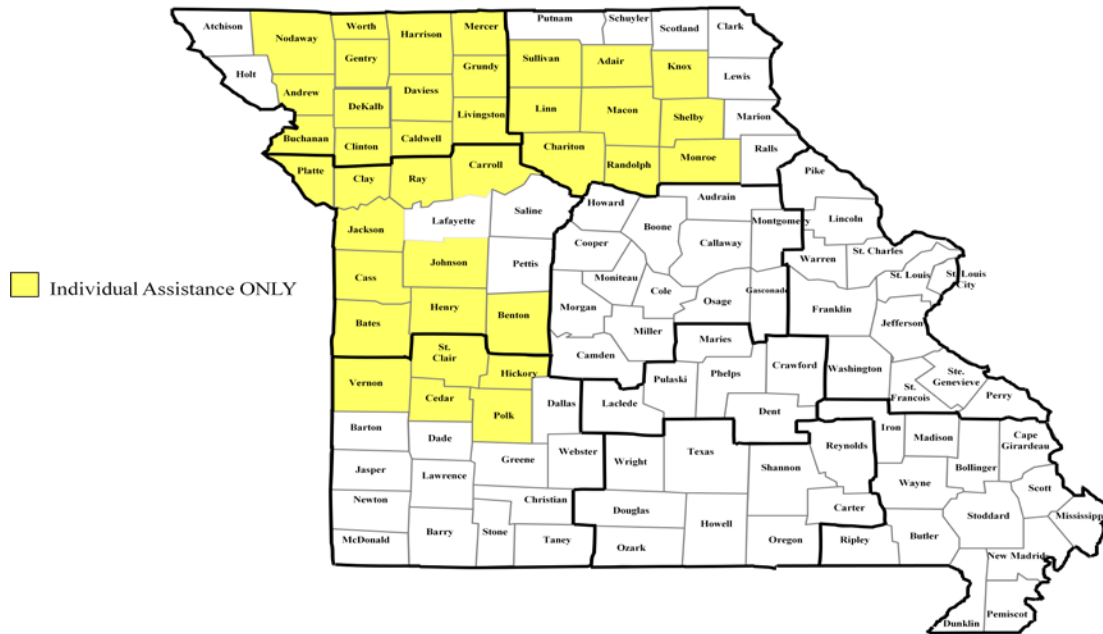 Atchison
Nodaway
Worth
Harrison
Mercer
Putnam
Schuyler
Scotland
Clark
Holt
Gentry
Grundy
Sullivan
Adair
Knox
Lewis
Andrew
DeKalb
Daviess
Livingston
Linn
Macon
Shelby
Marion
Buchanan
Clinton
Caldwell
Chariton
Randolph
Monroe
Ralls
Platte
Clay
Ray
Carroll
Pike
Lafayette
Saline
Howard
Audrain
Jackson
Boone
Montgomery
Lincoln
Cooper
Callaway
Johnson
Pettis
Warren
St. Charles
Cass
Moniteau
Cole
Osage
Gasconade
St. Louis
St. Louis
City
Individual Assistance ONLY
Henry
Benton
Morgan
Franklin
Bates
Miller
Jefferson
St.
Clair
Camden
Maries
Vernon
Hickory
Pulaski
Phelps
Crawford
Washington
Ste.
Genevieve
Cedar
Polk
Dallas
Laclede
Dent
St.
Francois
Perry
Barton
Dade
Iron
Madison
Cape
Girardeau
Jasper
Lawrence
Greene
Webster
Wright
Texas
Shannon
Reynolds
Bollinger
Newton
Christian
Douglas
Carter
Wayne
Scott
McDonald
Barry
Stone
Taney
Ozark
Howell
Oregon
Ripley
Butler
Stoddard
Mississippi
New Madrid
Dunklin
Pemiscot